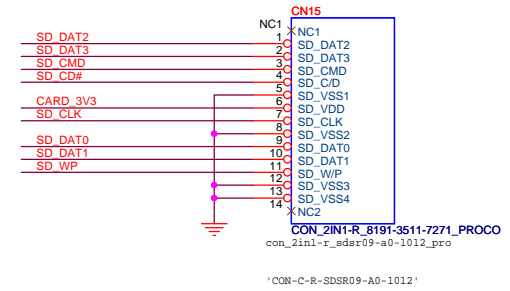 CN15
NC1
NC1
SD_DAT2 1 SD_DAT2
SD_DAT3 2 SD_DAT3
SD_CMD 3 SD_CMD
SD_CD# 4 SD_C/D
5 SD_VSS1
CARD_3V3 6 SD_VDD
SD_CLK 7 SD_CLK
8 SD_VSS2
SD_DAT0 9 SD_DAT0
SD_DAT1 10 SD_DAT1
SD_WP 11 SD_W/P
12 SD_VSS3
13 SD_VSS4
14 NC2
CON_2IN1-R_8191-3511-7271_PROCO
con_2in1-r_sdsr09-a0-1012_pro
'CON-C-R-SDSR09-A0-1012'